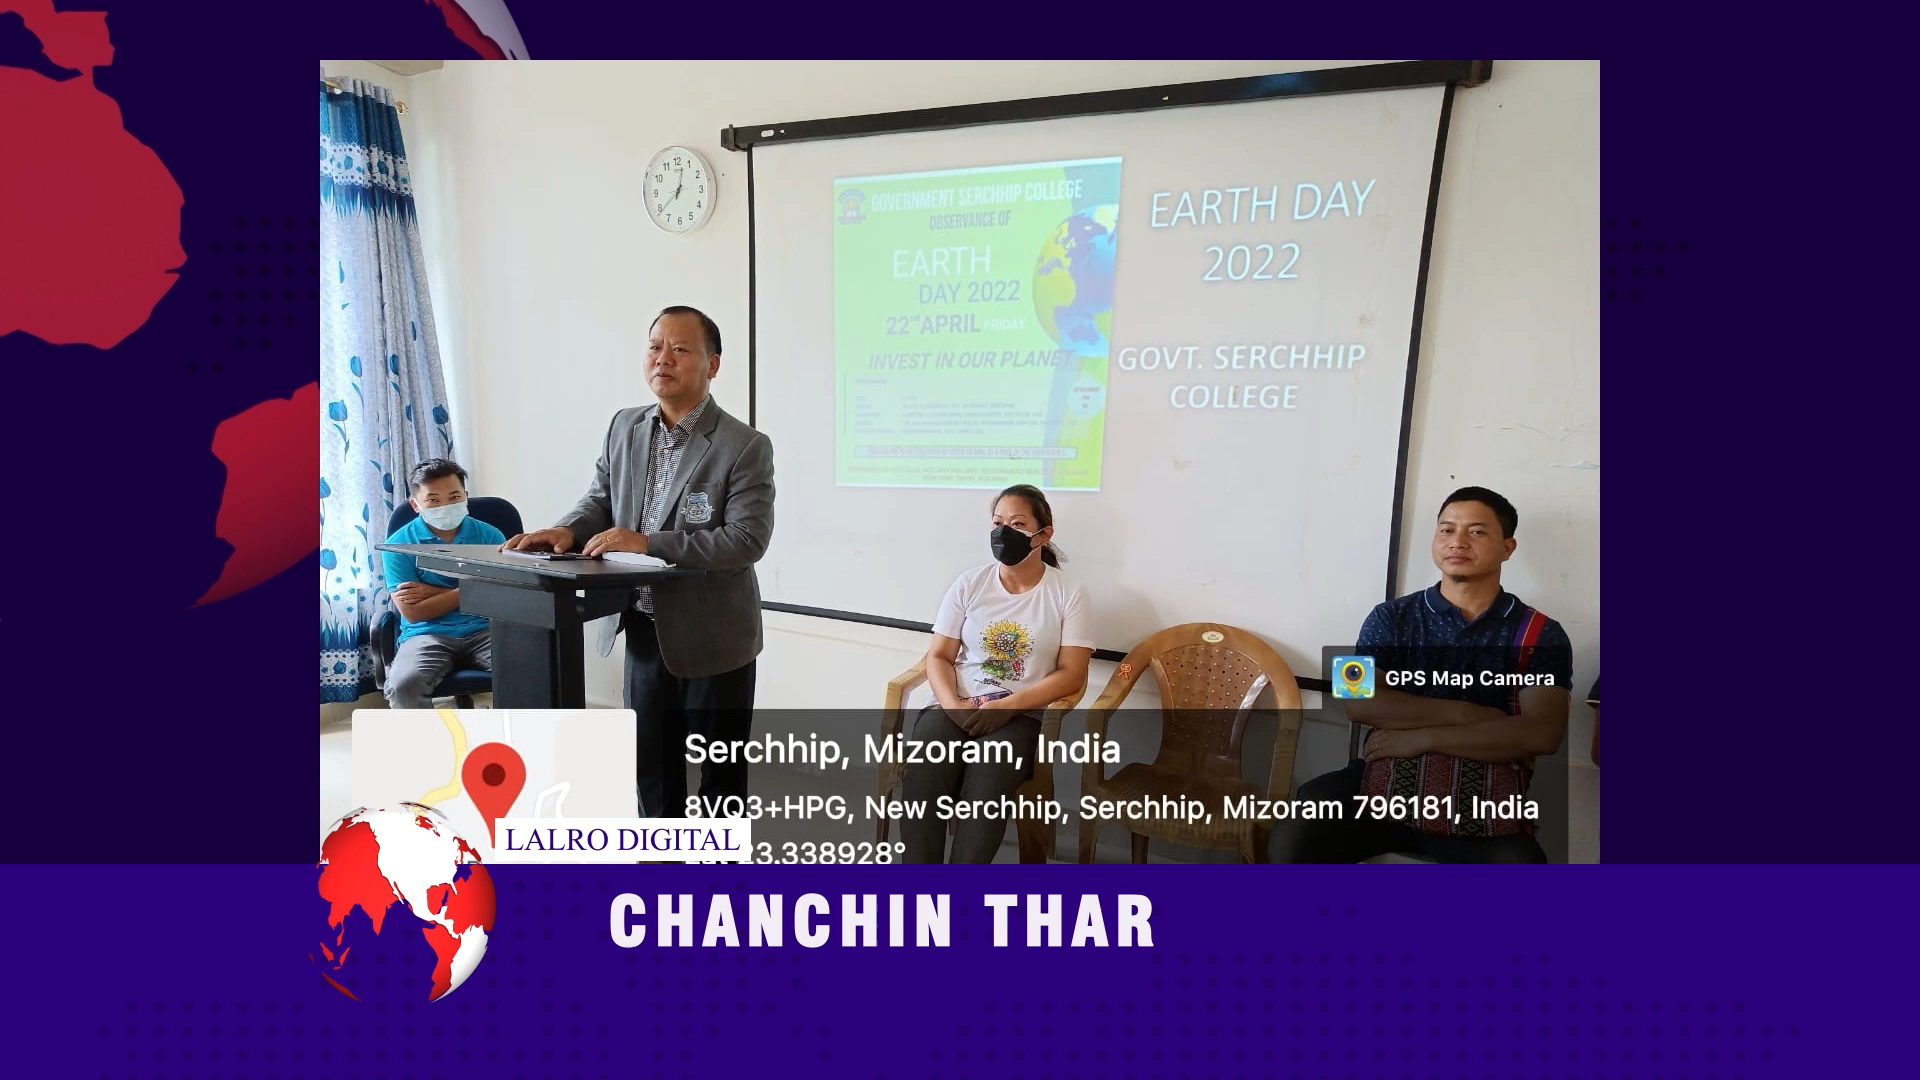 GOVERNMENT SERCHHIP COLLEGE
OBSERVANCE OF
EARTH
DAY 2022
22nd APRIL FRIDAY
INVEST IN OUR PLANET
EARTH DAY
2022
GOVT. SERCHHIP
COLLEGE
GPS Map Camera
Serchhip, Mizoram, India
8VQ3+HPG, New Serchhip, Serchhip, Mizoram 796181, India
23.338928°
LALRO DIGITAL
CHANCHIN THAR